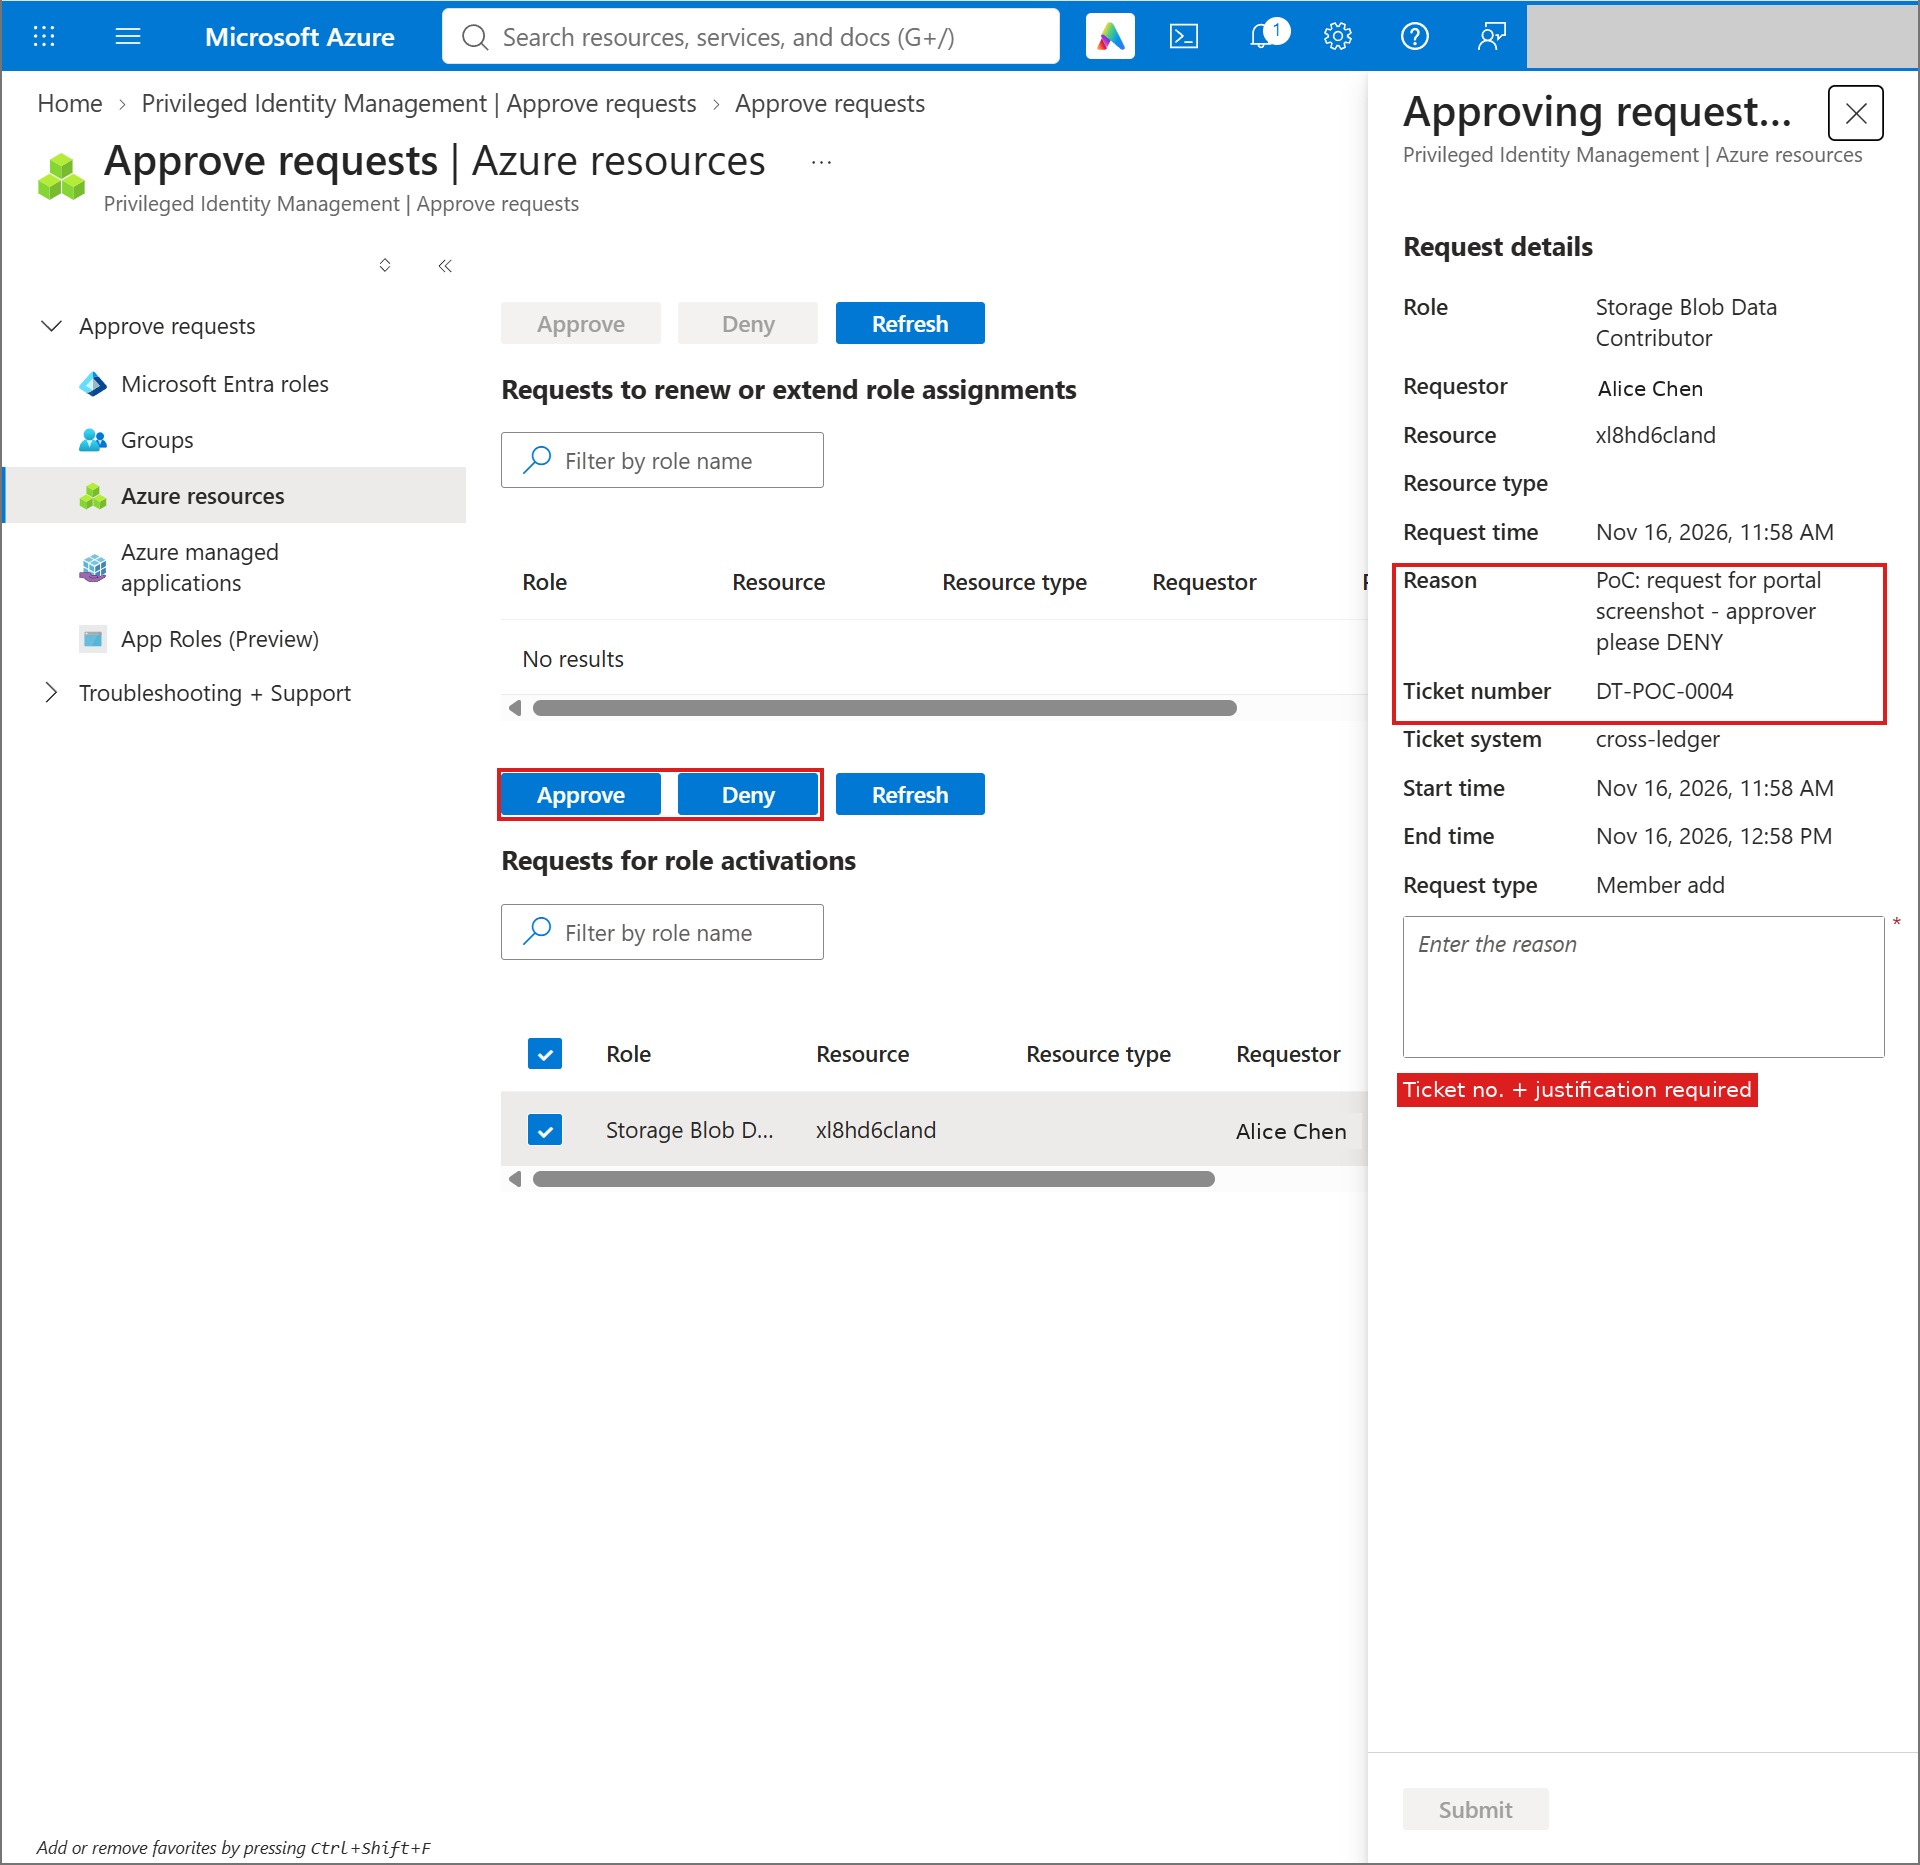 Microsoft Azure
Search resources, services, and docs (G+/)
1
Home > Privileged Identity Management | Approve requests > Approve requests
Approve requests | Azure resources ...
Privileged Identity Management | Approve requests
Approve requests
Microsoft Entra roles
Groups
Azure resources
Azure managed
applications
App Roles (Preview)
Troubleshooting + Support
Approve Deny Refresh
Requests to renew or extend role assignments
Filter by role name
Role Resource Resource type Requestor
No results
Approve Deny Refresh
Requests for role activations
Filter by role name
Role Resource Resource type Requestor
Storage Blob D... xl8hd6cland Alice Chen
Add or remove favorites by pressing Ctrl+Shift+F
Approving request...
Privileged Identity Management | Azure resources
Request details
Role Storage Blob Data
Contributor
Requestor Alice Chen
Resource xl8hd6cland
Resource type
Request time Nov 16, 2026, 11:58 AM
Reason PoC: request for portal
screenshot - approver
please DENY
Ticket number DT-POC-0004
Ticket system cross-ledger
Start time Nov 16, 2026, 11:58 AM
End time Nov 16, 2026, 12:58 PM
Request type Member add
Enter the reason *
Ticket no. + justification required
Submit